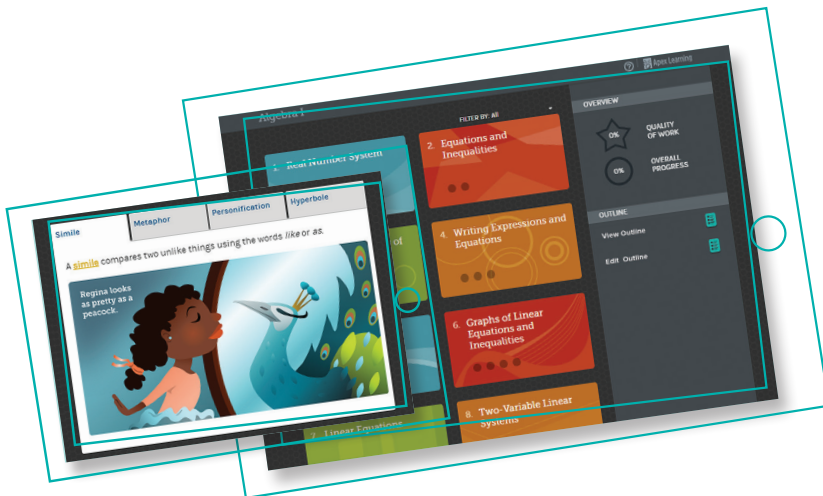 Algebra I
Apex Learning
FILTER BY: All
1. Real Number System
2. Equations and
Inequalities
of
4. Writing Expressions and
Equations
6. Graphs of Linear
Equations and
Inequalities
7. Linear Equations
8. Two-Variable Linear
Systems
OVERVIEW
0%
QUALITY
OF WORK
0%
OVERALL
PROGRESS
OUTLINE
View Outline
Edit Outline
Simile
Metaphor
Personification
Hyperbole
A simile compares two unlike things using the words like or as.
Regina looks
as pretty as a
peacock.